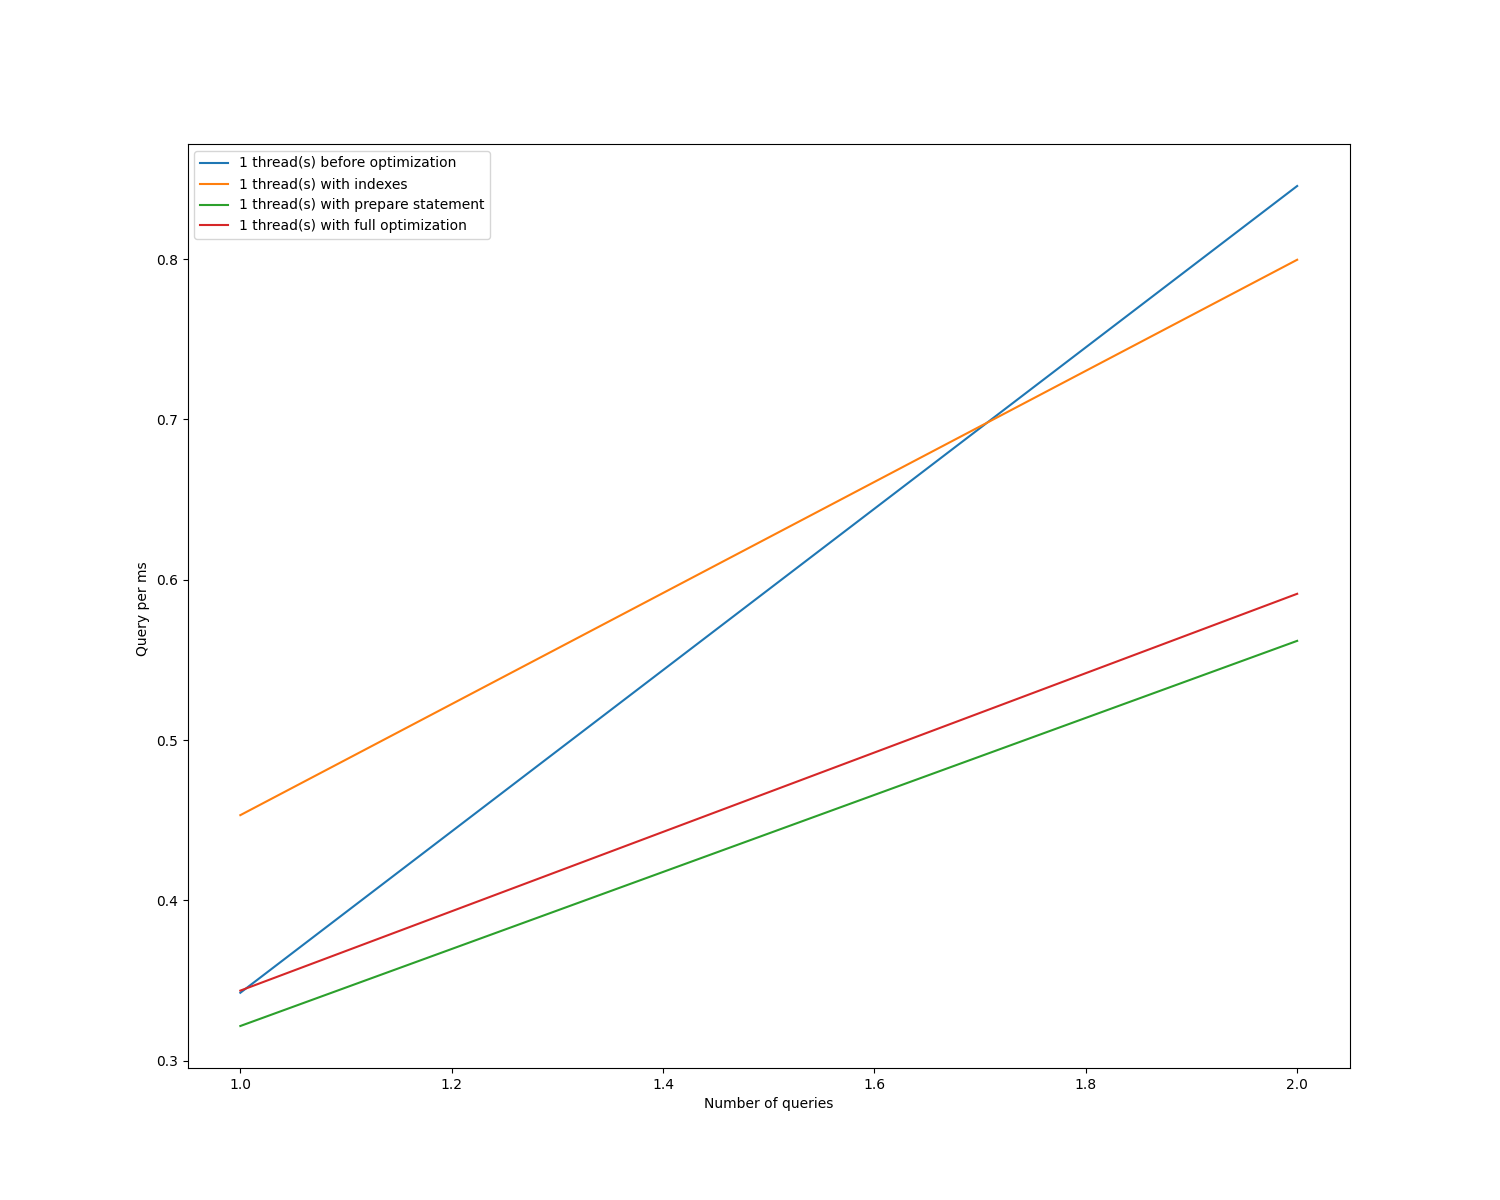 1 thread(s) before optimization
1 thread(s) with indexes
1 thread(s) with prepare statement
1 thread(s) with full optimization
0.8
0.7
0.6
0.5
0.4
0.3
Query per ms
1.0 1.2 1.4 1.6 1.8 2.0
Number of queries